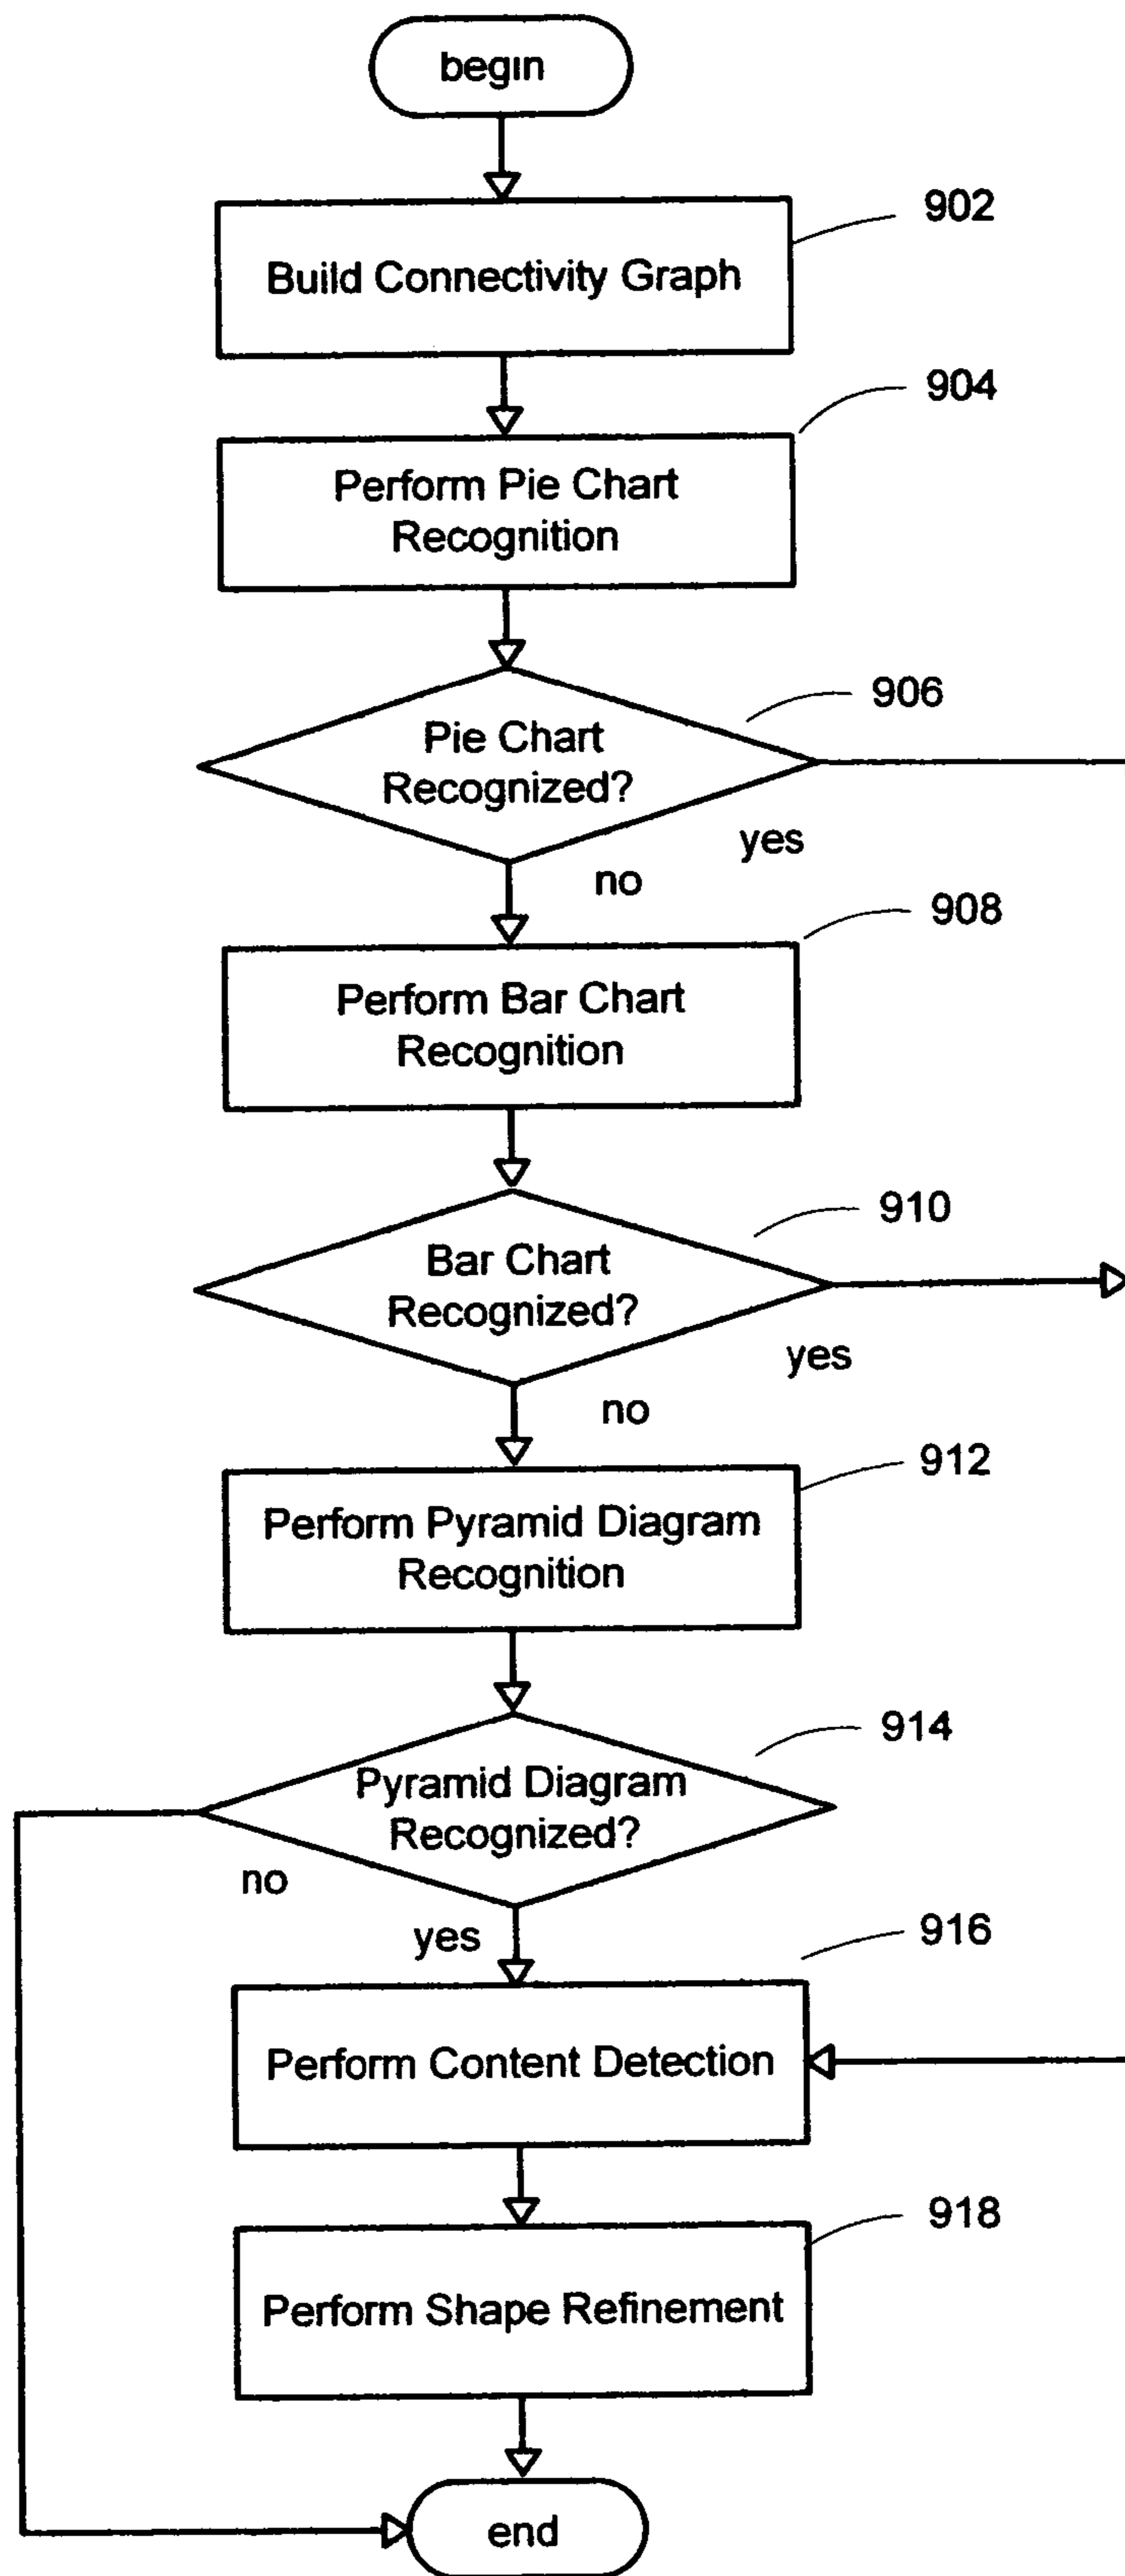 begin
902
Build Connectivity Graph
904
Perform Pie Chart
Recognition
906
Pie Chart
Recognized?
yes
no
908
Perform Bar Chart
Recognition
910
Bar Chart
Recognized?
yes
no
912
Perform Pyramid Diagram
Recognition
914
Pyramid Diagram
Recognized?
no
yes
916
Perform Content Detection
918
Perform Shape Refinement
end